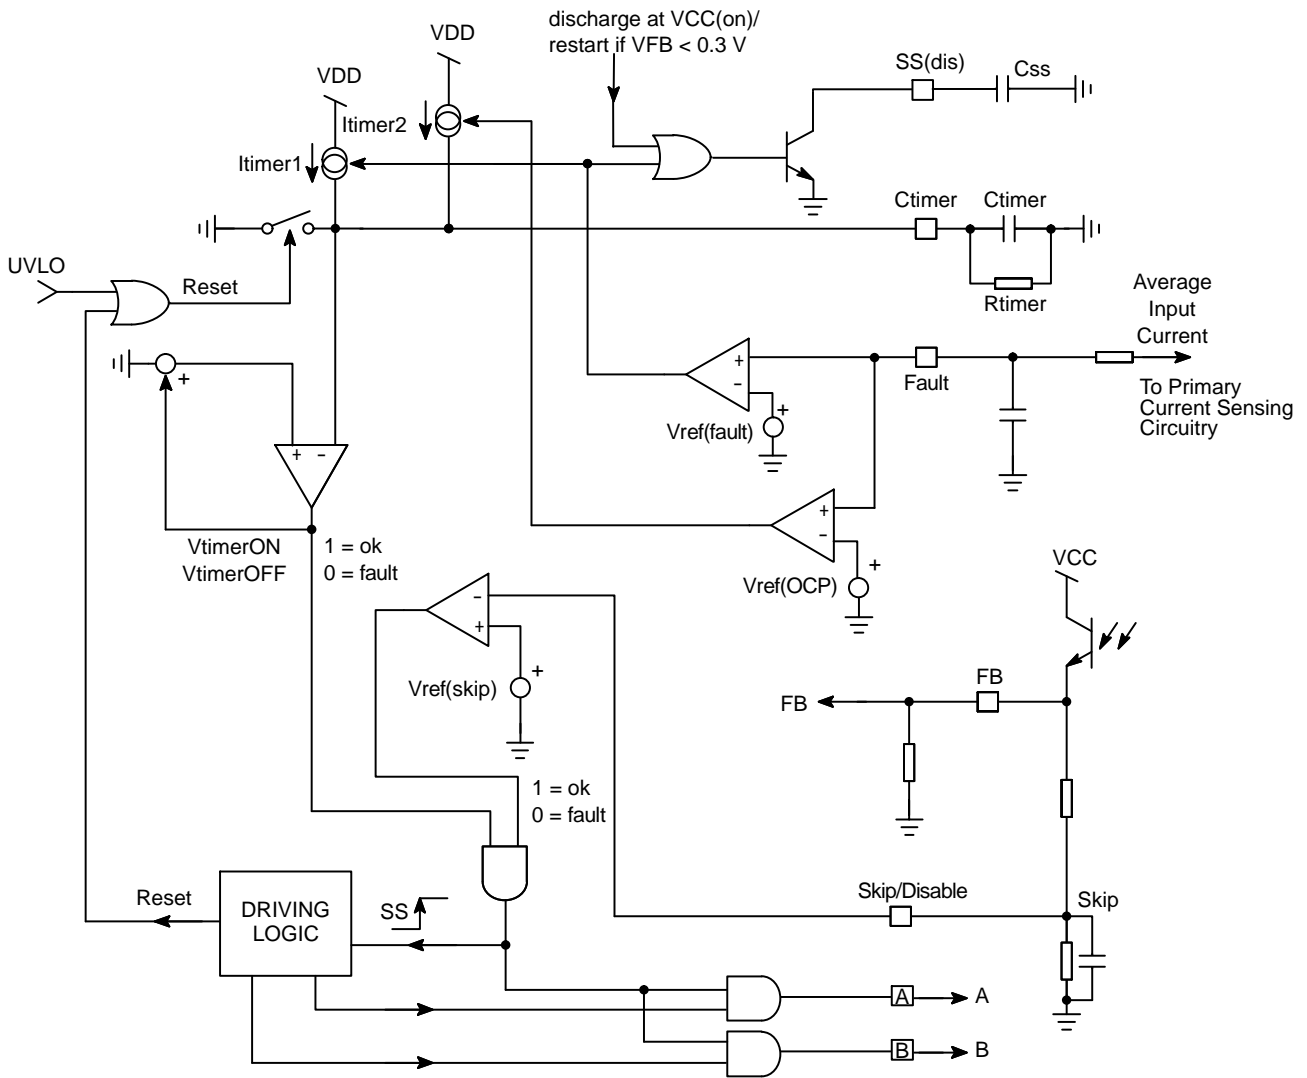 discharge at VCC(on)/
restart if VFB < 0.3 V
VDD
VDD
SS(dis)
Css
Itimer2
Itimer1
Ctimer
Ctimer
Rtimer
UVLO
Reset
Average
Input
Current
+
+
−
Fault
To Primary
Current Sensing
Circuitry
+
Vref(fault)
+ −
+
−
VtimerON
VtimerOFF
1 = ok
0 = fault
+
Vref(OCP)
VCC
−
+
+
Vref(skip)
FB
FB
1 = ok
0 = fault
Skip/Disable
Skip
Reset
DRIVING
LOGIC
SS
A
A
B
B